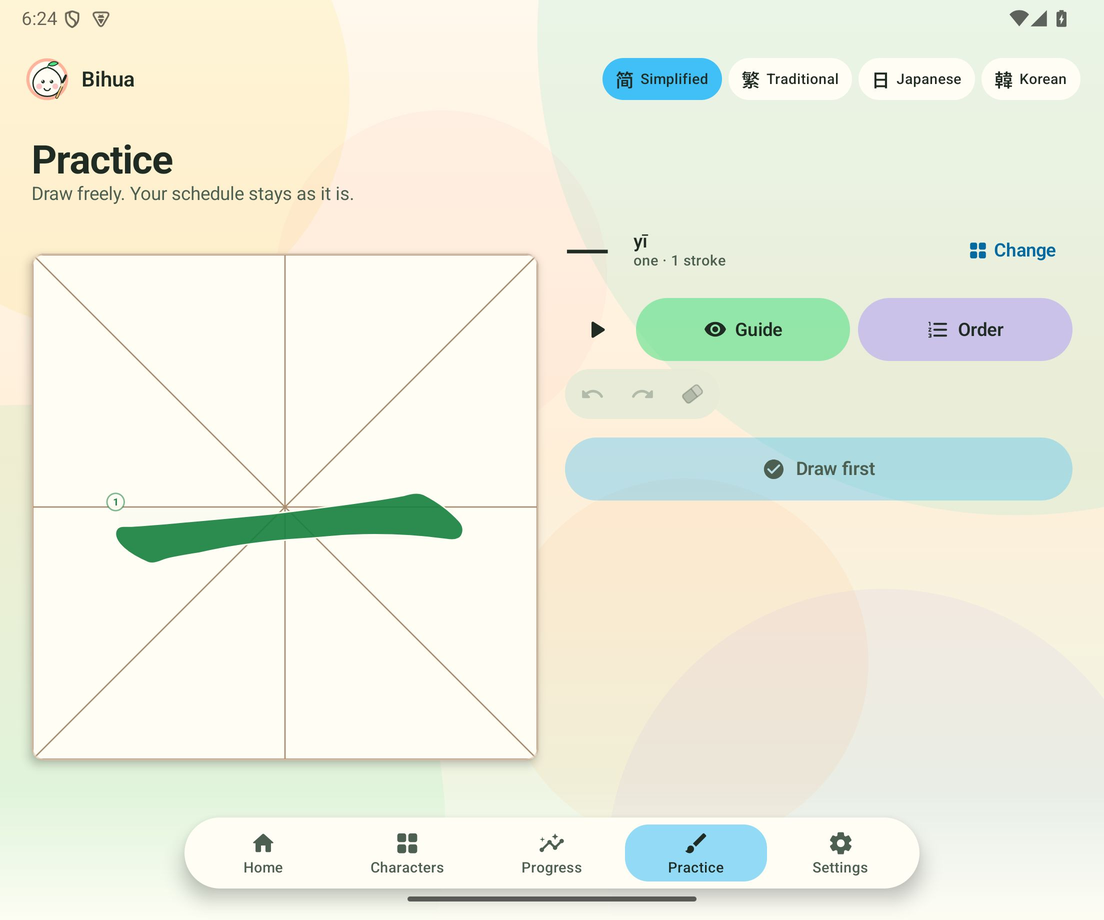 6:24
Bihua
简 Simplified
繁 Traditional
日 Japanese
韓 Korean
Practice
Draw freely. Your schedule stays as it is.
一
yī
one · 1 stroke
Change
Guide
Order
Draw first
1
Home
Characters
Progress
Practice
Settings